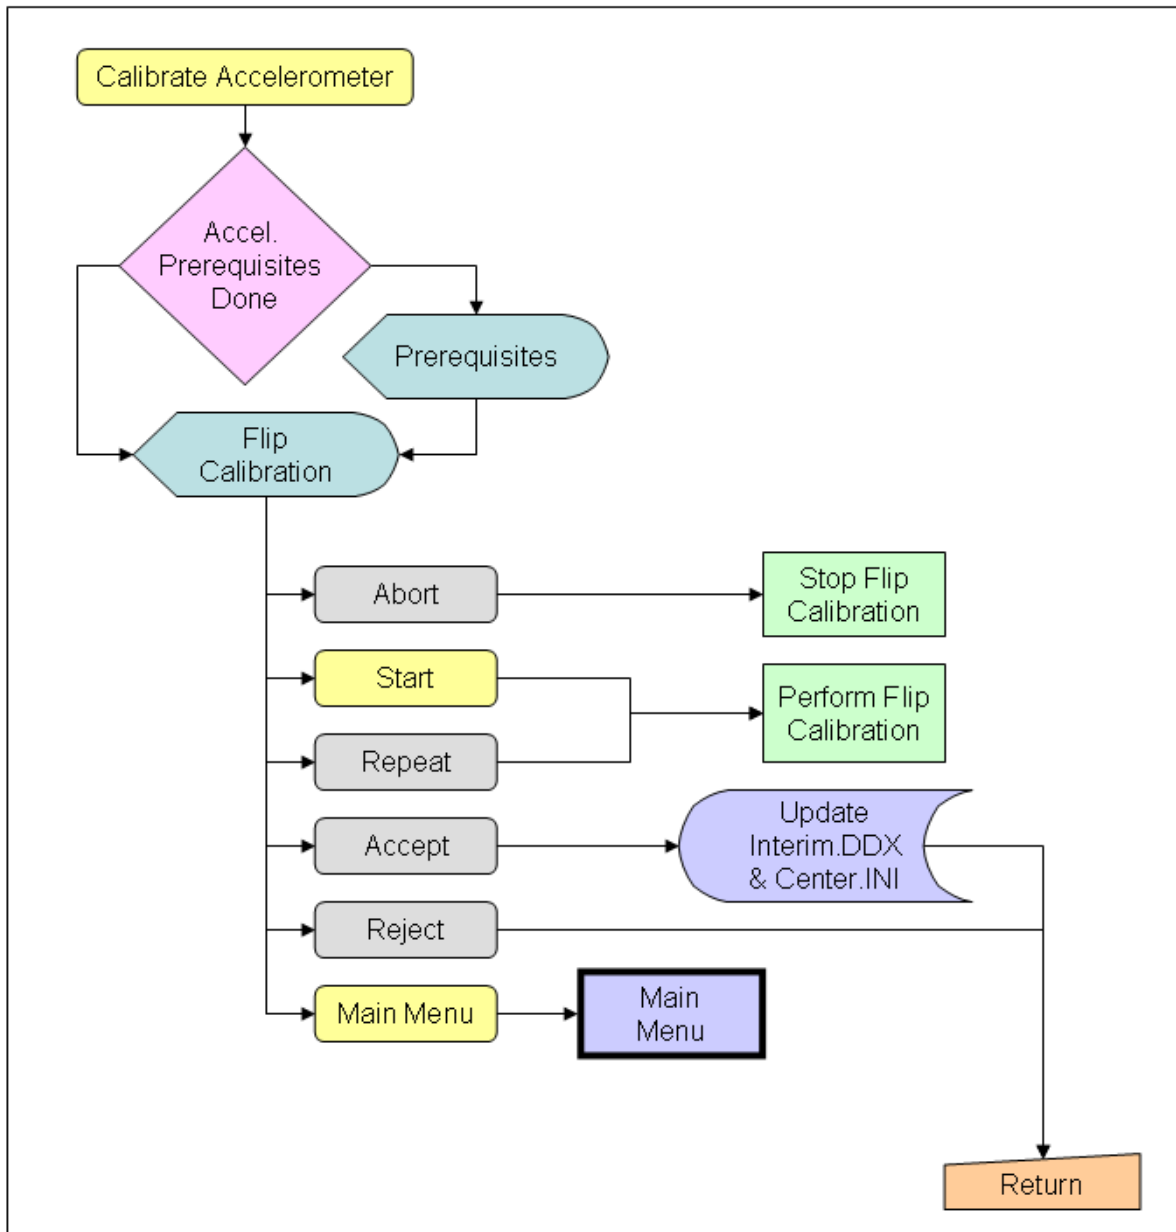 Calibrate Accelerometer
Accel.
Prerequisites
Done
Prerequisites
Flip
Calibration
Abort
Stop Flip
Calibration
Start
Perform Flip
Calibration
Repeat
Accept
Update
Interim.DDX
& Center.INI
Reject
Main Menu
Main
Menu
Return